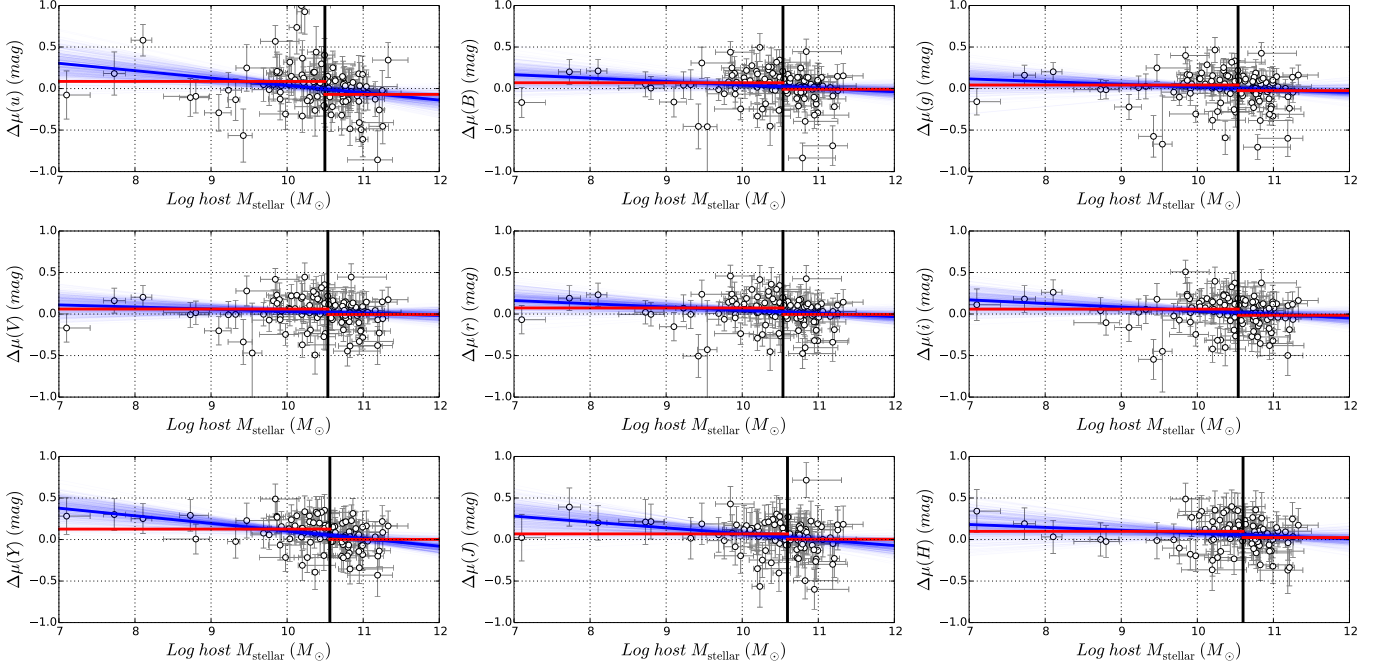 1.0 1.0 1.0
0.5 0.5 0.5
0.0 0.0 0.0
−0.5 −0.5 −0.5
−1.0 −1.0 −1.0
Δμ(u) (mag) Δμ(B) (mag) Δμ(g) (mag)
7 8 9 10 11 12 7 8 9 10 11 12 7 8 9 10 11 12
Log host M_stellar (M_⊙) Log host M_stellar (M_⊙) Log host M_stellar (M_⊙)
1.0 1.0 1.0
0.5 0.5 0.5
0.0 0.0 0.0
−0.5 −0.5 −0.5
−1.0 −1.0 −1.0
Δμ(V) (mag) Δμ(r) (mag) Δμ(i) (mag)
7 8 9 10 11 12 7 8 9 10 11 12 7 8 9 10 11 12
Log host M_stellar (M_⊙) Log host M_stellar (M_⊙) Log host M_stellar (M_⊙)
1.0 1.0 1.0
0.5 0.5 0.5
0.0 0.0 0.0
−0.5 −0.5 −0.5
−1.0 −1.0 −1.0
Δμ(Y) (mag) Δμ(J) (mag) Δμ(H) (mag)
7 8 9 10 11 12 7 8 9 10 11 12 7 8 9 10 11 12
Log host M_stellar (M_⊙) Log host M_stellar (M_⊙) Log host M_stellar (M_⊙)